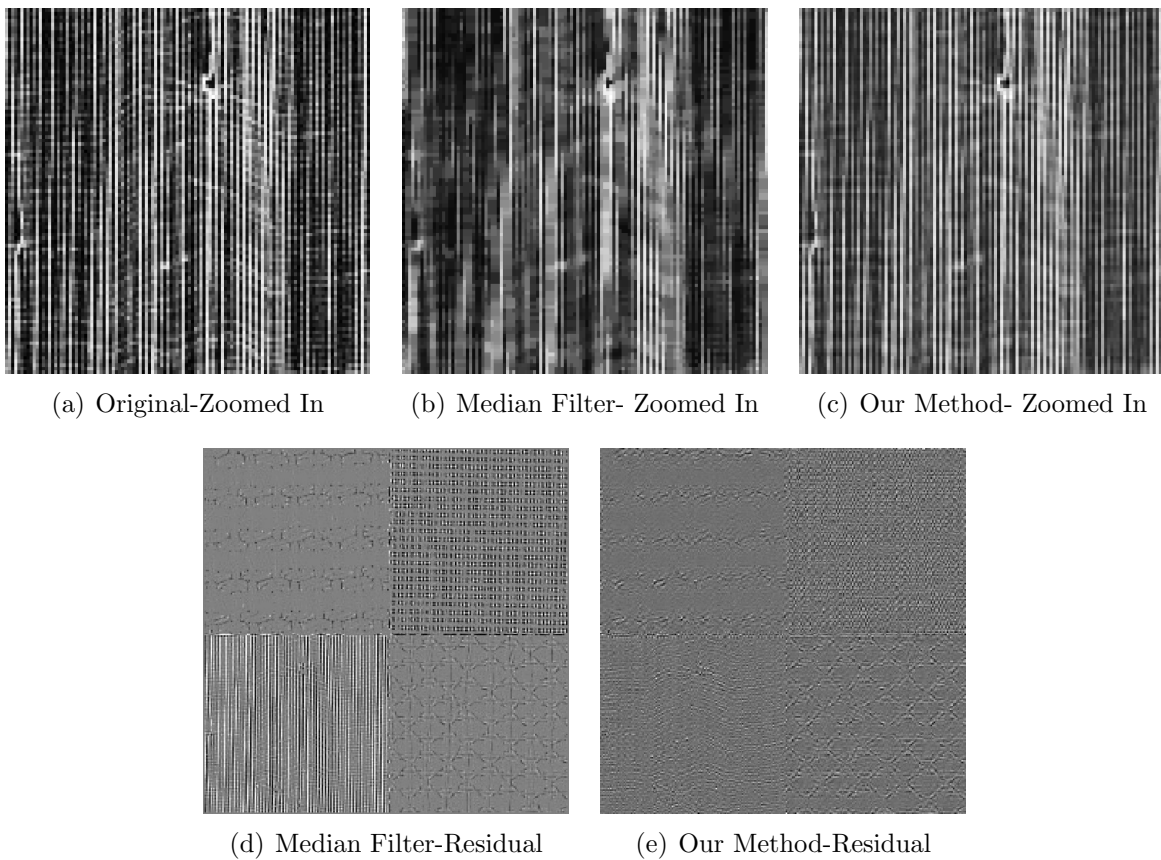 (a) Original-Zoomed In
(b) Median Filter- Zoomed In
(c) Our Method- Zoomed In
(d) Median Filter-Residual
(e) Our Method-Residual